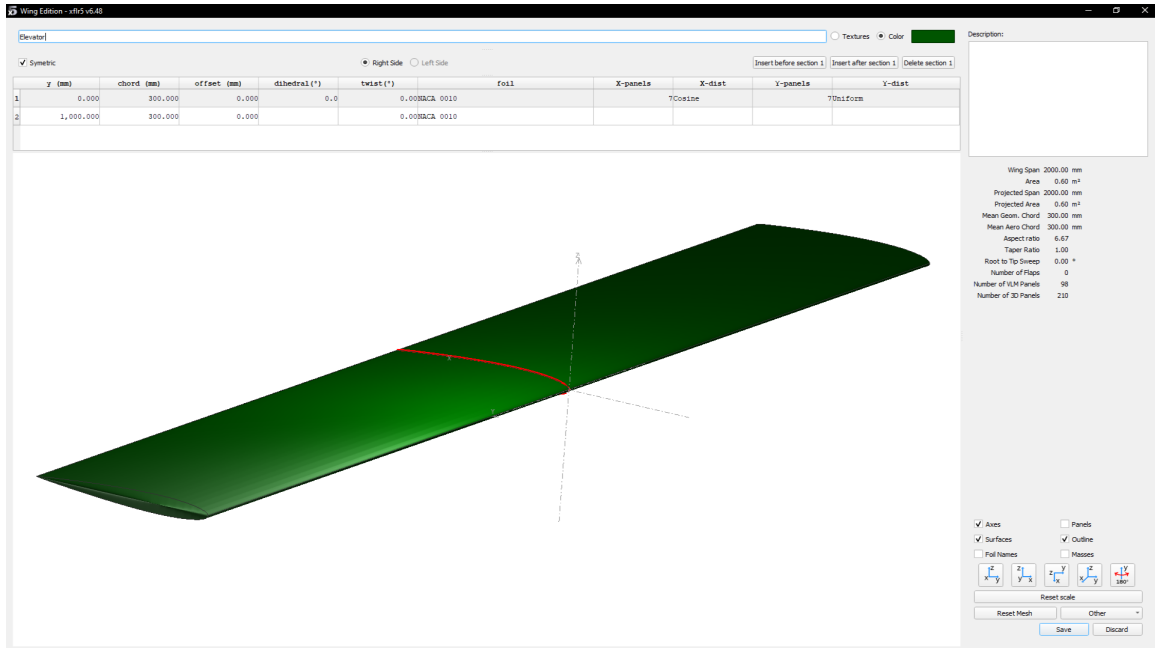 Wing Edition - xflr5 v6.48
Elevator
Textures Color
Description:
Symetric
Right Side Left Side
Insert before section 1 Insert after section 1 Delete section 1
y (mm) chord (mm) offset (mm) dihedral(°) twist(°) foil X-panels X-dist Y-panels Y-dist
1 0.000 300.000 0.000 0.0 0.00 NACA 0010 7 Cosine 7 Uniform
2 1,000.000 300.000 0.000 0.00 NACA 0010
Wing Span 2000.00 mm
Area 0.60 m²
Projected Span 2000.00 mm
Projected Area 0.60 m²
Mean Geom. Chord 300.00 mm
Mean Aero Chord 300.00 mm
Aspect ratio 6.67
Taper Ratio 1.00
Root to Tip Sweep 0.00 °
Number of Flaps 0
Number of VLM Panels 98
Number of 3D Panels 210
Z
X
Axes Panels
Surfaces Outline
Foil Names Masses
z x y
z y x
z y x
z x y
y 180°
Reset scale
Reset Mesh Other
Save Discard